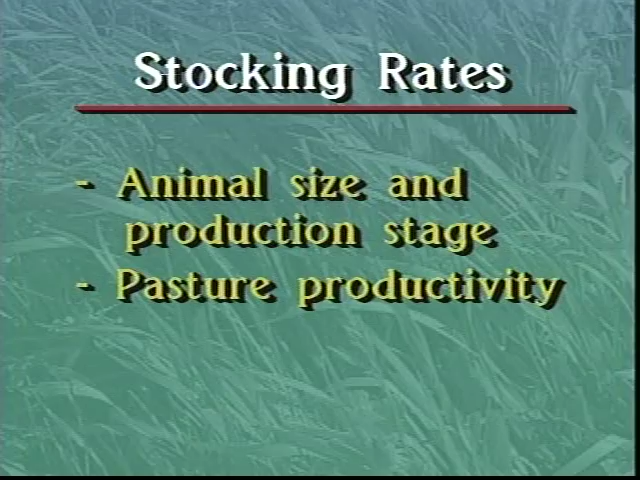 Stocking Rates
- Animal size and
production stage
- Pasture productivity